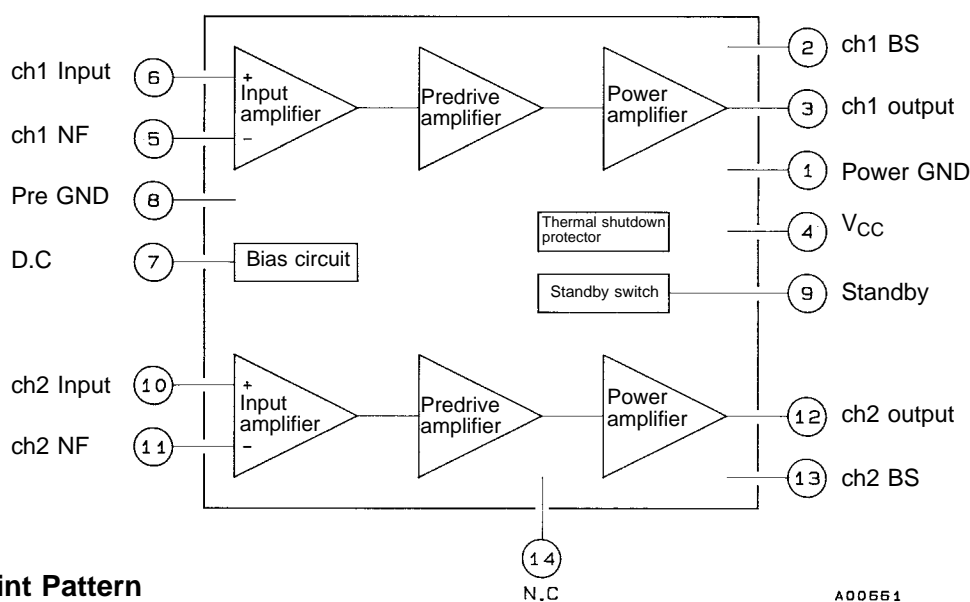 2 ch1 BS
ch1 Input 6
+ Input amplifier
Predrive amplifier
Power amplifier
3 ch1 output
ch1 NF 5
−
1 Power GND
Pre GND 8
Thermal shutdown protector
4 VCC
D.C 7
Bias circuit
Standby switch
9 Standby
ch2 Input 10
+ Input amplifier
Predrive amplifier
Power amplifier
12 ch2 output
ch2 NF 11
−
13 ch2 BS
14
N.C
int Pattern
A00661